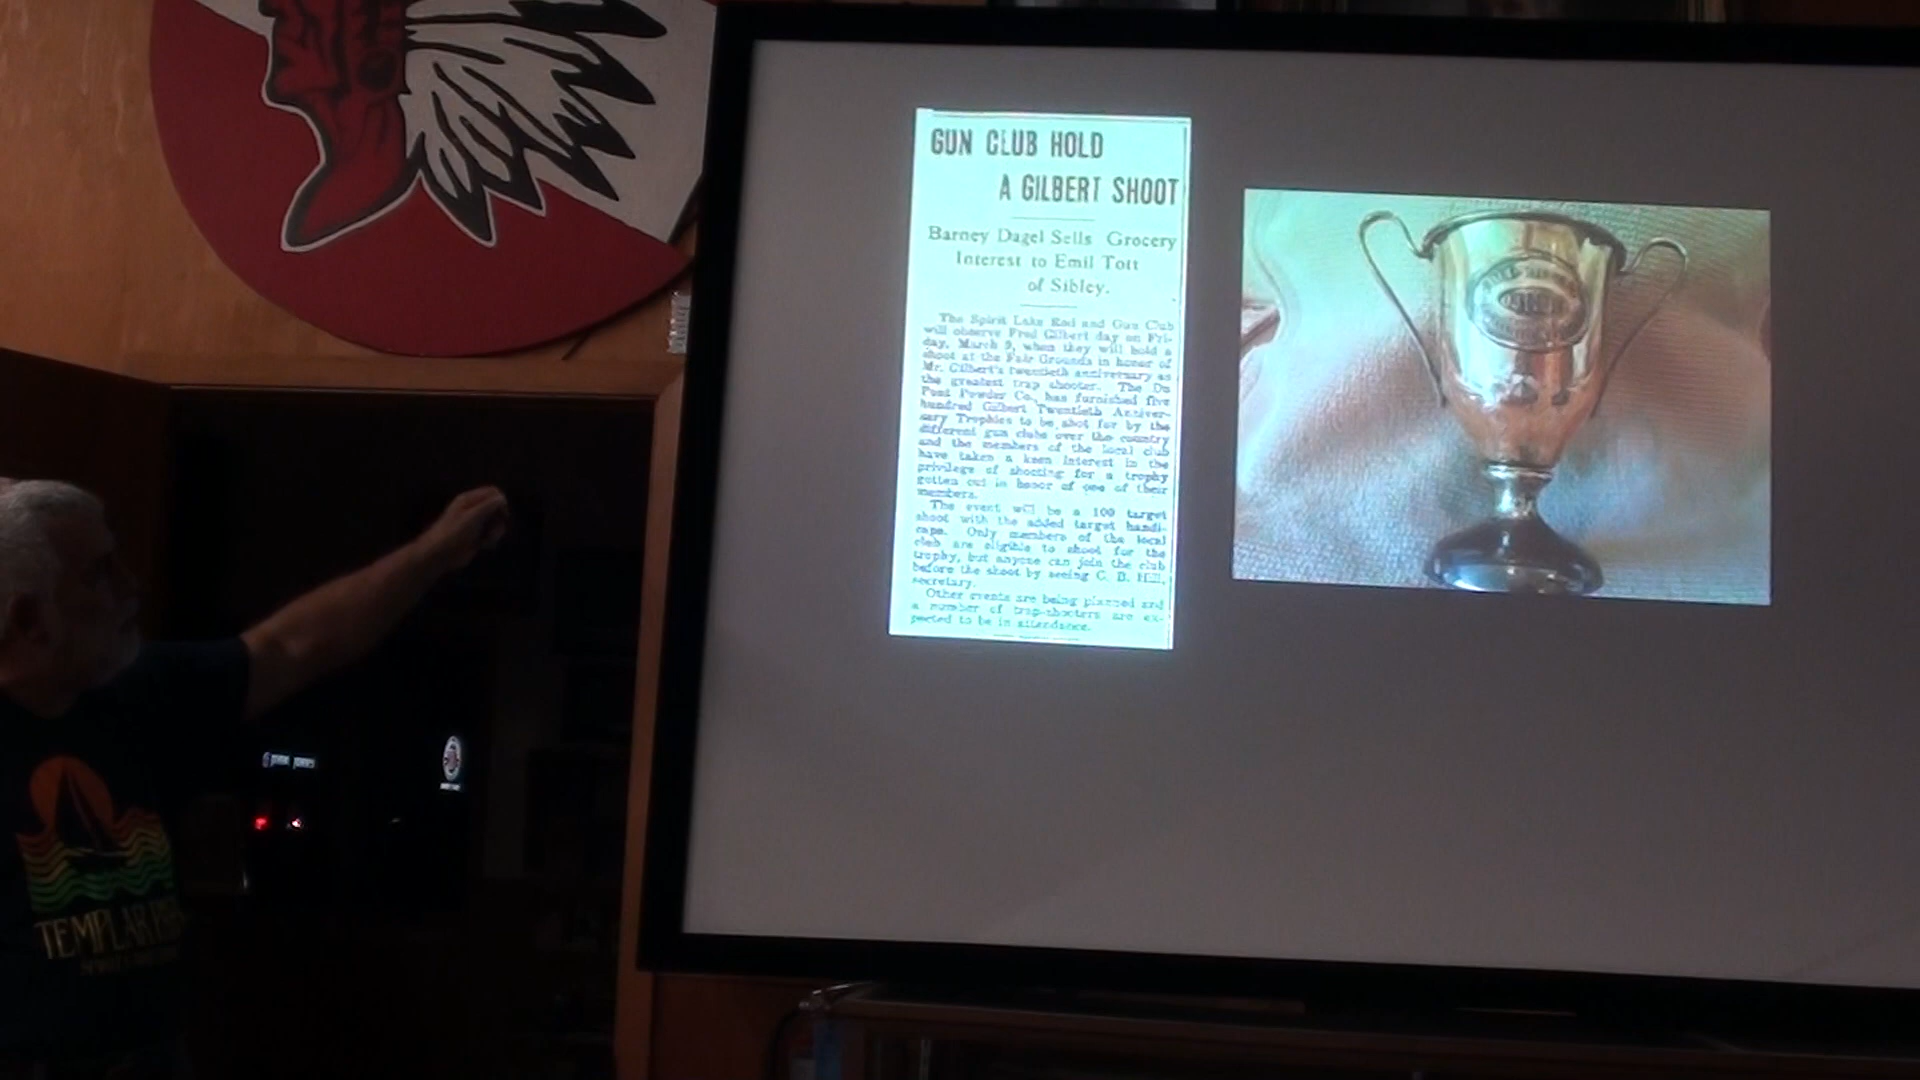 GUN CLUB HOLD
A GILBERT SHOOT
Barney Dagel Sells Grocery
Interest to Emil Tott
of Sibley.
The Spirit Lake Rod and Gun Club
will observe Fred Gilbert day on Fri-
day, March 9, when they will hold a
shoot at the Fair Grounds in honor of
Mr. Gilbert's twentieth anniversary as
the greatest trap shooter. The Du
Pont Powder Co., has furnished five
hundred Gilbert Twentieth Anniver-
sary Trophies to be shot for by the
different gun clubs over the country
and the members of the local club
have taken a keen interest in the
privilege of shooting for a trophy
gotten out in honor of one of their
members.
The event will be a 100 target
shoot with the added target handi-
caps. Only members of the local
club are eligible to shoot for the
trophy, but anyone can join the club
before the shoot by seeing C. B. Hill,
secretary.
Other events are being planned and
a number of trap-shooters are ex-
pected to be in attendance.
TEMPLAR